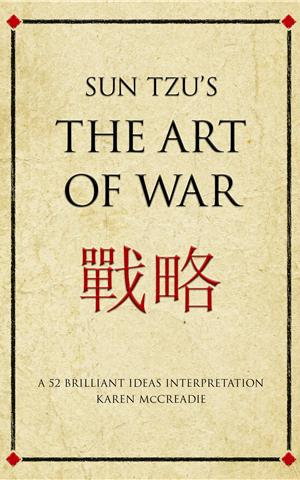 SUN TZU'S
THE ART
OF WAR
戰略
A 52 BRILLIANT IDEAS INTERPRETATION
KAREN McCREADIE